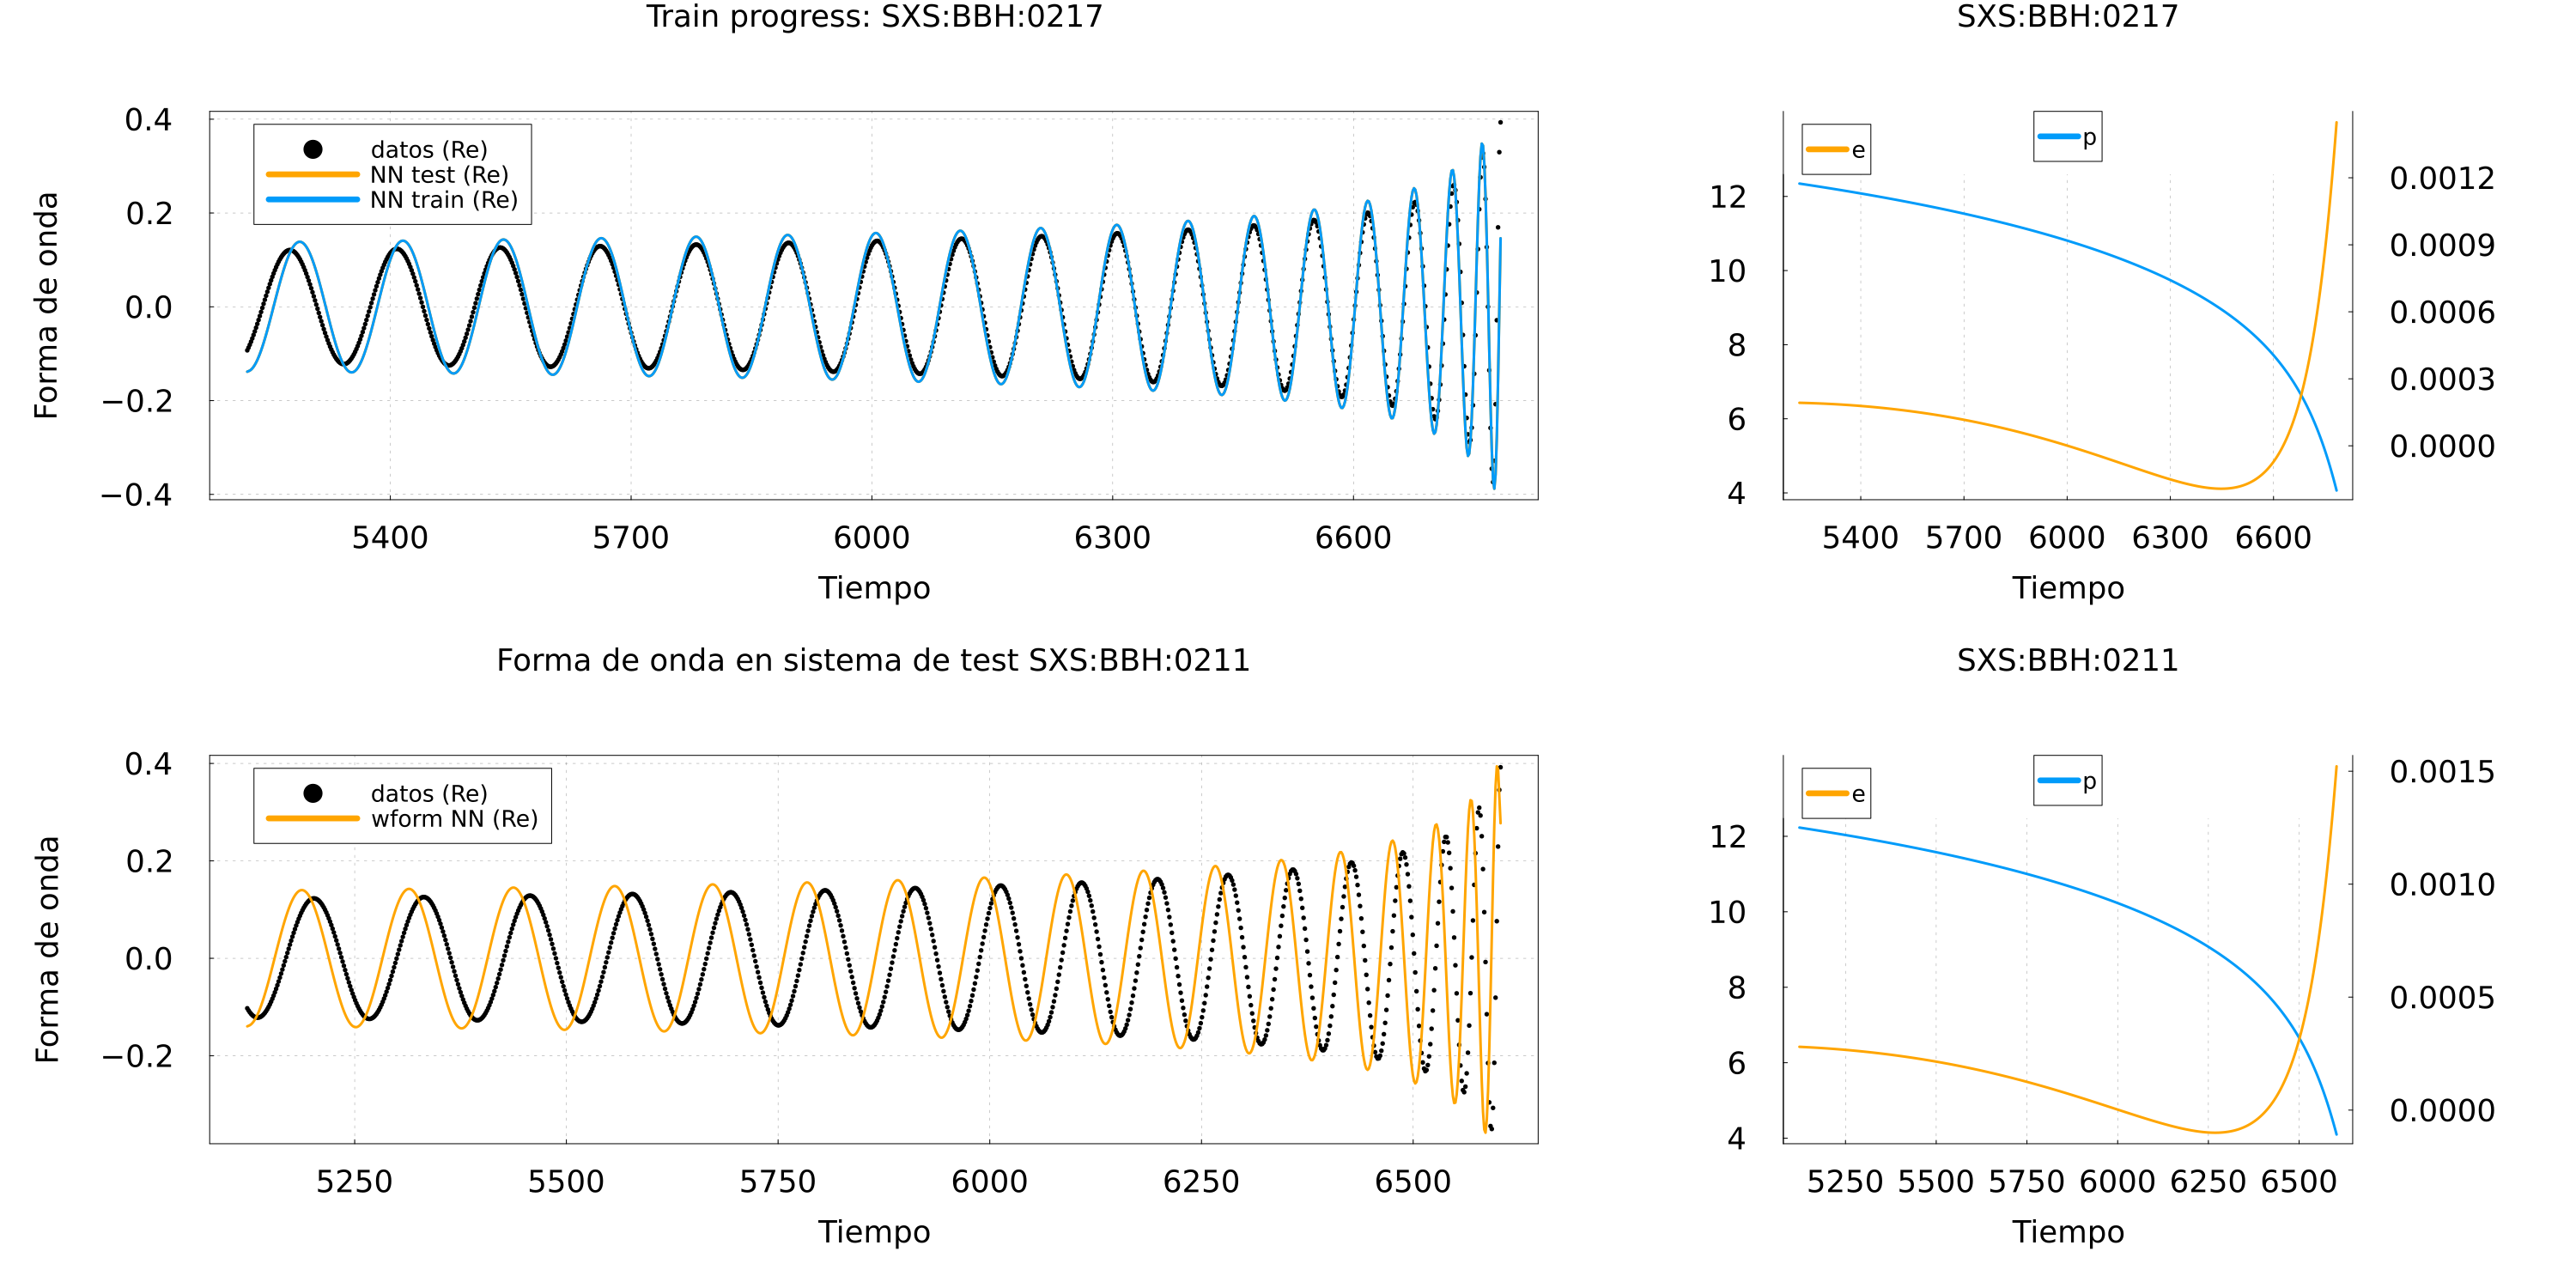 Train progress: SXS:BBH:0217
Forma de onda
0.4
0.2
0.0
−0.2
−0.4
datos (Re)
NN test (Re)
NN train (Re)
5400 5700 6000 6300 6600
Tiempo
SXS:BBH:0217
12
10
8
6
4
e
p
0.0012
0.0009
0.0006
0.0003
0.0000
5400 5700 6000 6300 6600
Tiempo
Forma de onda en sistema de test SXS:BBH:0211
Forma de onda
0.4
0.2
0.0
−0.2
datos (Re)
wform NN (Re)
5250 5500 5750 6000 6250 6500
Tiempo
SXS:BBH:0211
12
10
8
6
4
e
p
0.0015
0.0010
0.0005
0.0000
5250 5500 5750 6000 6250 6500
Tiempo